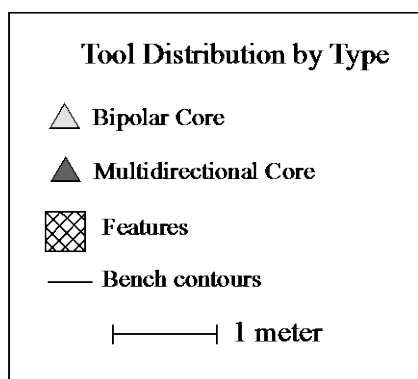 Tool Distribution by Type
Bipolar Core
Multidirectional Core
Features
Bench contours
1 meter